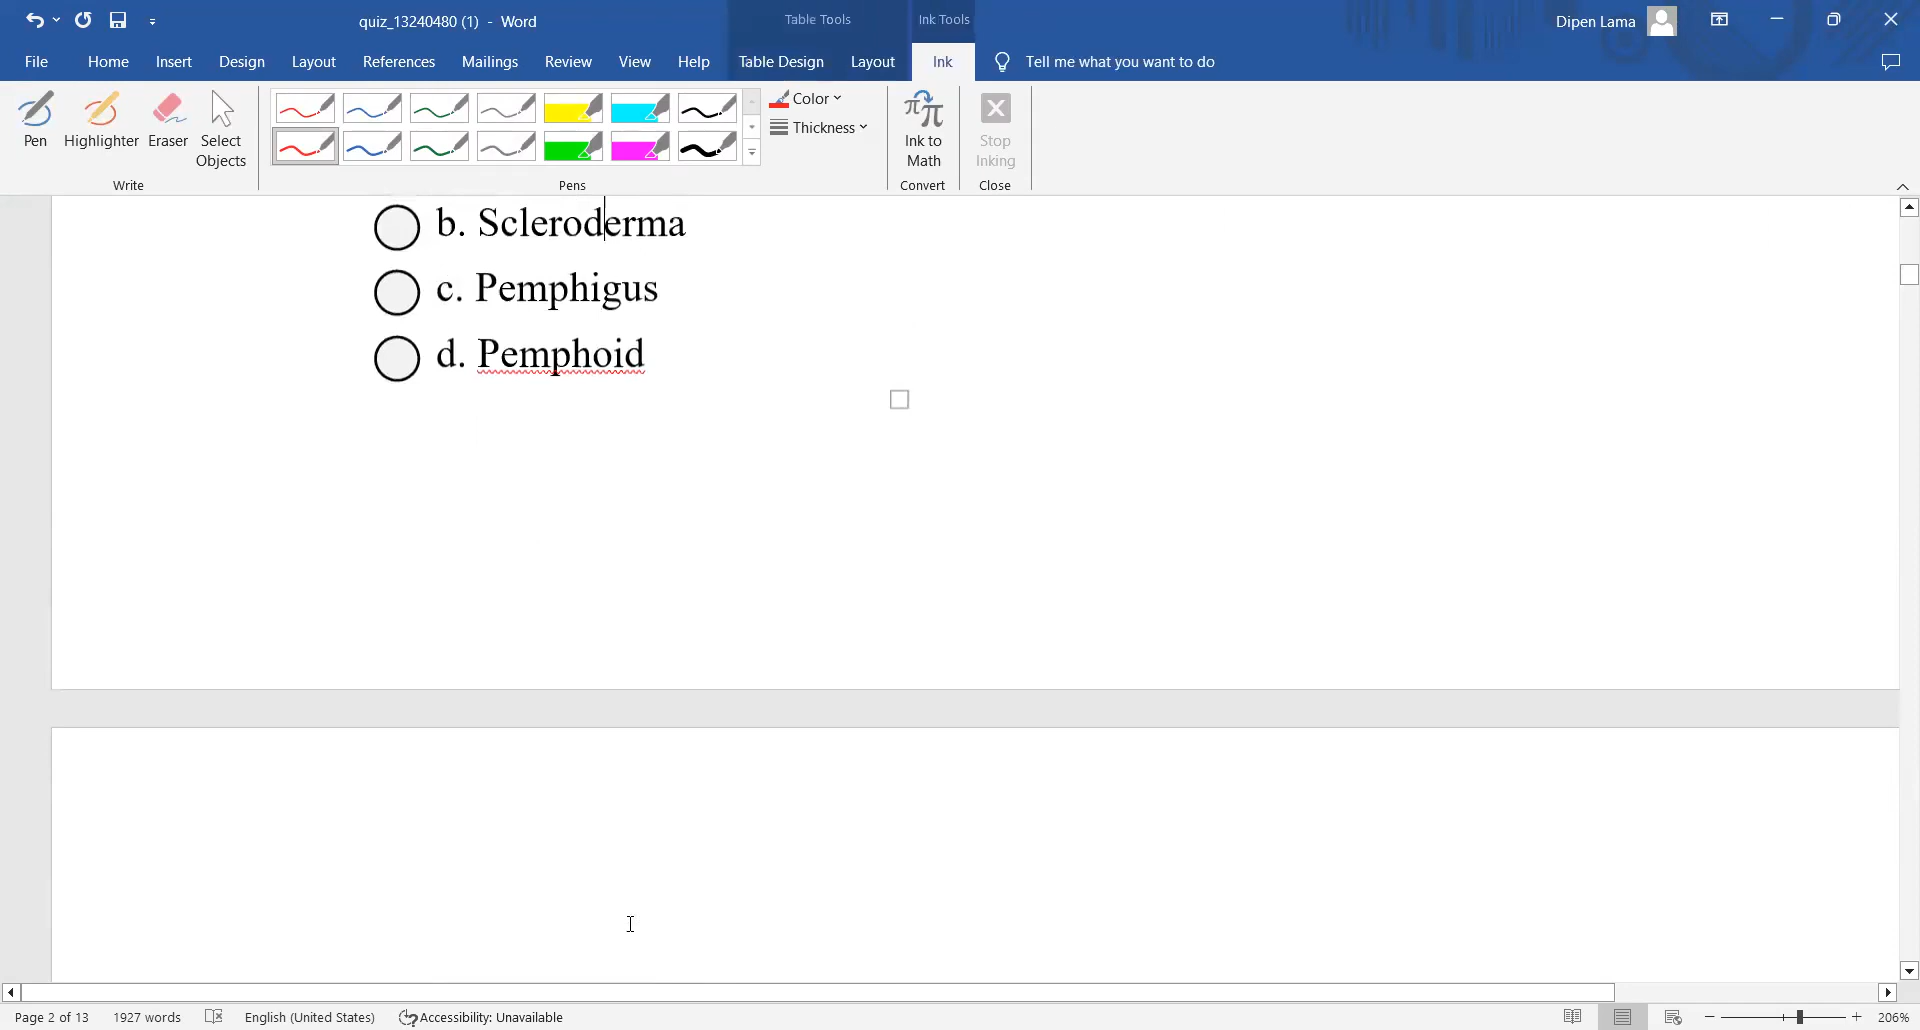 quiz_13240480 (1) - Word
Table Tools
Ink Tools
Dipen Lama
File Home Insert Design Layout References Mailings Review View Help Table Design Layout Ink Tell me what you want to do
Pen
Highlighter
Eraser
Select Objects
Color
Thickness
Ink to Math
Stop Inking
Write
Pens
Convert
Close
b. Scleroderma
c. Pemphigus
d. Pemphoid
Page 2 of 13 1927 words English (United States) Accessibility: Unavailable 206%